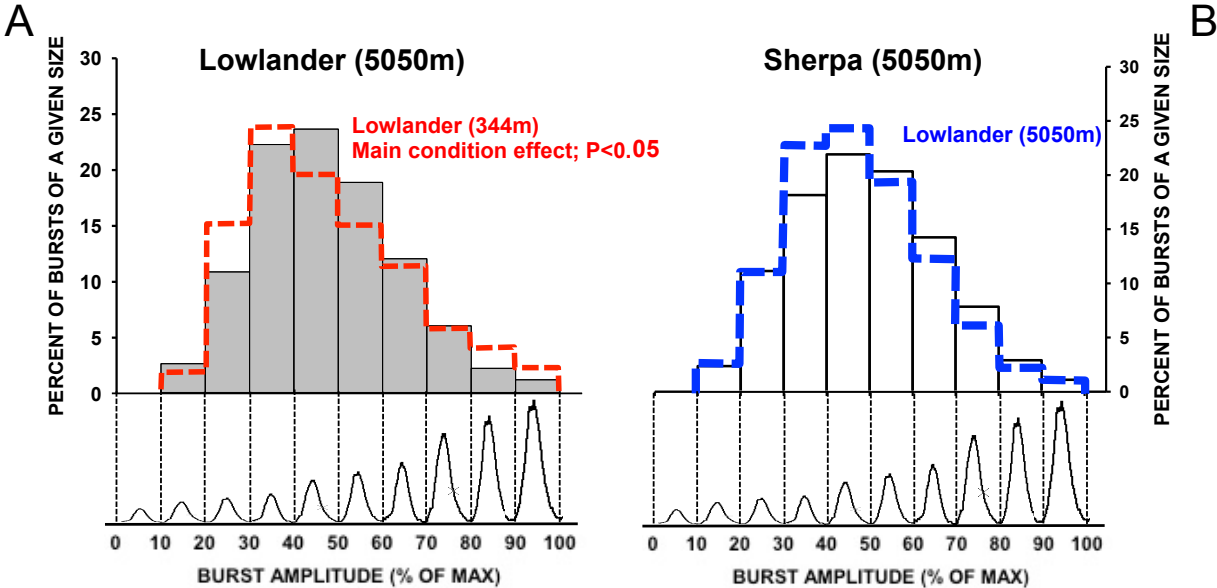 A
B
Lowlander (5050m)
Sherpa (5050m)
PERCENT OF BURSTS OF A GIVEN SIZE
30
25
20
15
10
5
0
Lowlander (344m)
Main condition effect; P<0.05
Lowlander (5050m)
30
25
20
15
10
5
0
PERCENT OF BURSTS OF A GIVEN SIZE
0 10 20 30 40 50 60 70 80 90 100
BURST AMPLITUDE (% OF MAX)
0 10 20 30 40 50 60 70 80 90 100
BURST AMPLITUDE (% OF MAX)